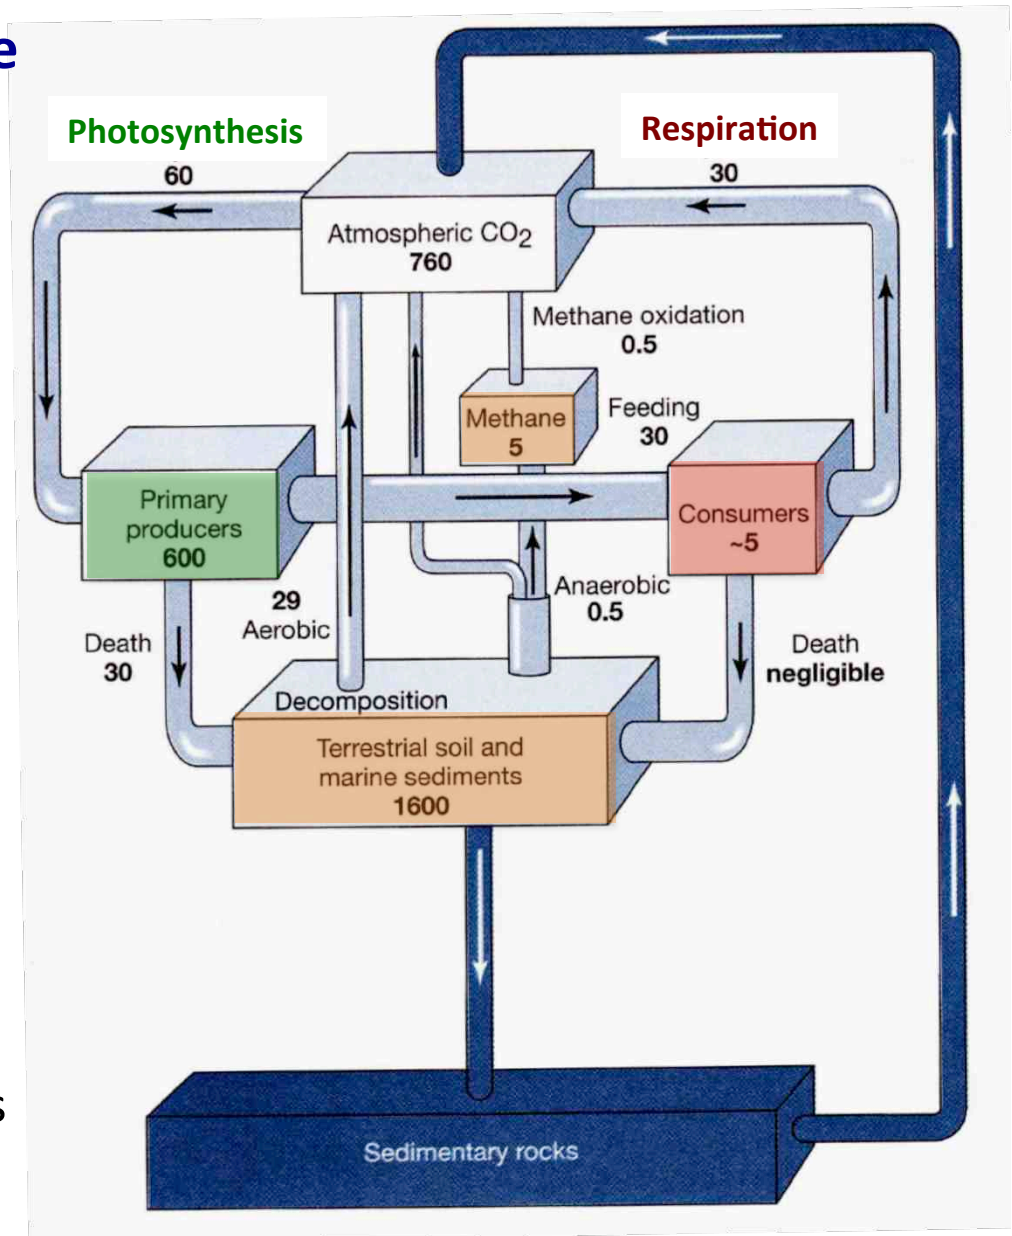 e
Photosynthesis
Respiration
60
30
Atmospheric CO2
760
Methane oxidation
0.5
Methane
5
Feeding
30
Primary
producers
600
Consumers
~5
29
Aerobic
Anaerobic
0.5
Death
30
Death
negligible
Decomposition
Terrestrial soil and
marine sediments
1600
s
Sedimentary rocks